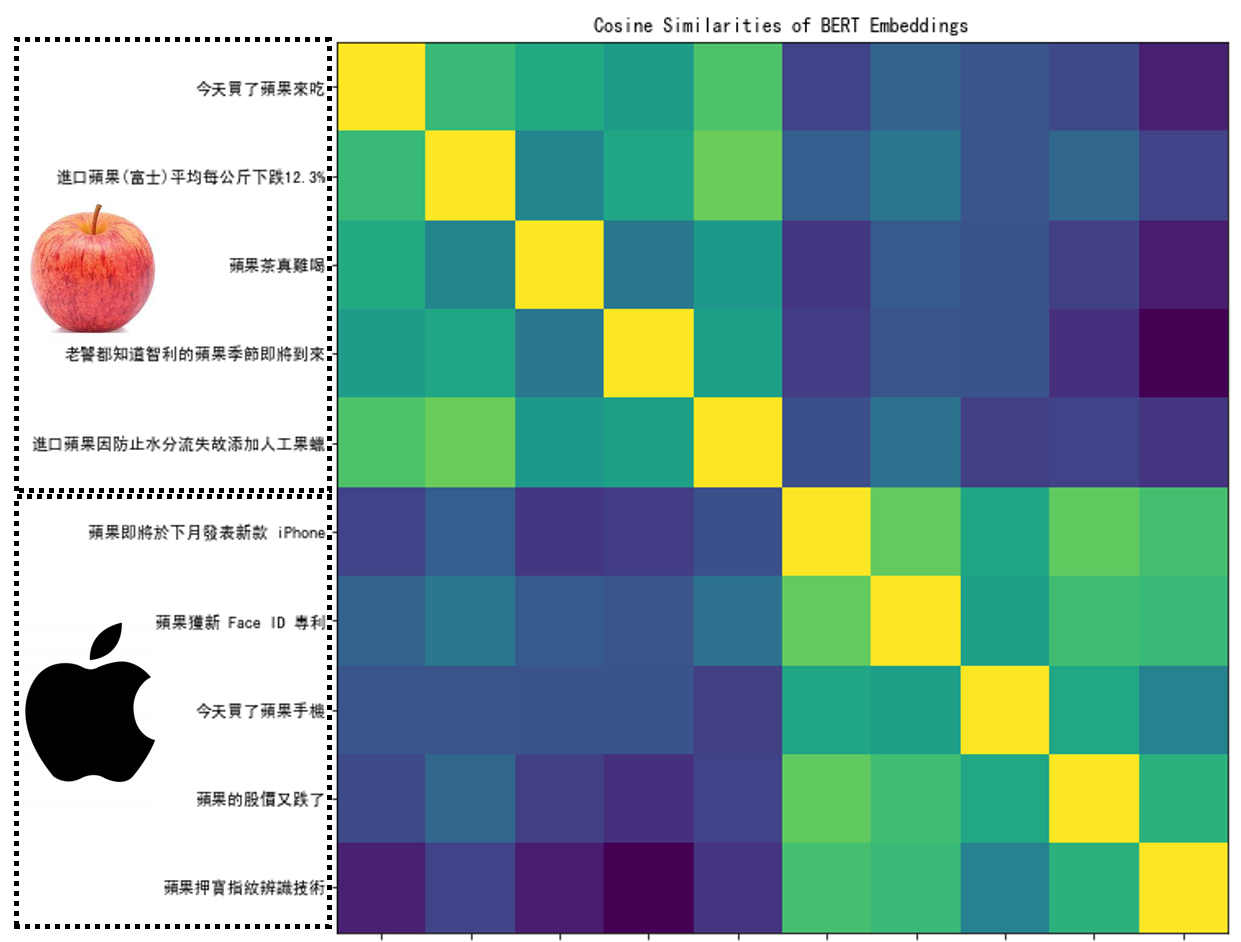 Cosine Similarities of BERT Embeddings
今天買了蘋果來吃
進口蘋果(富士)平均每公斤下跌12.3%
蘋果茶真難喝
老饕都知道智利的蘋果季節即將到來
進口蘋果因防止水分流失故添加人工果蠟
蘋果即將於下月發表新款 iPhone
蘋果獲新 Face ID 專利
今天買了蘋果手機
蘋果的股價又跌了
蘋果押寶指紋辨識技術